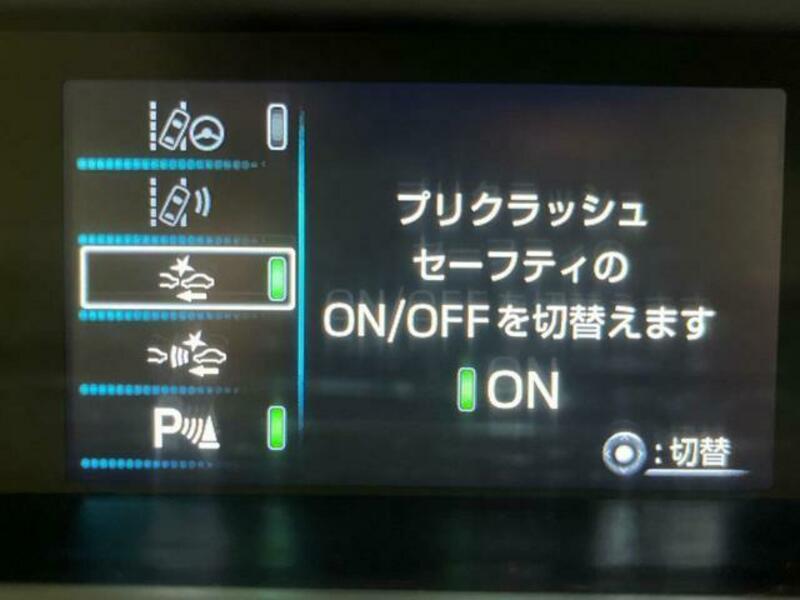 プリクラッシュ
セーフティの
ON/OFFを切替えます
ON
:切替
P